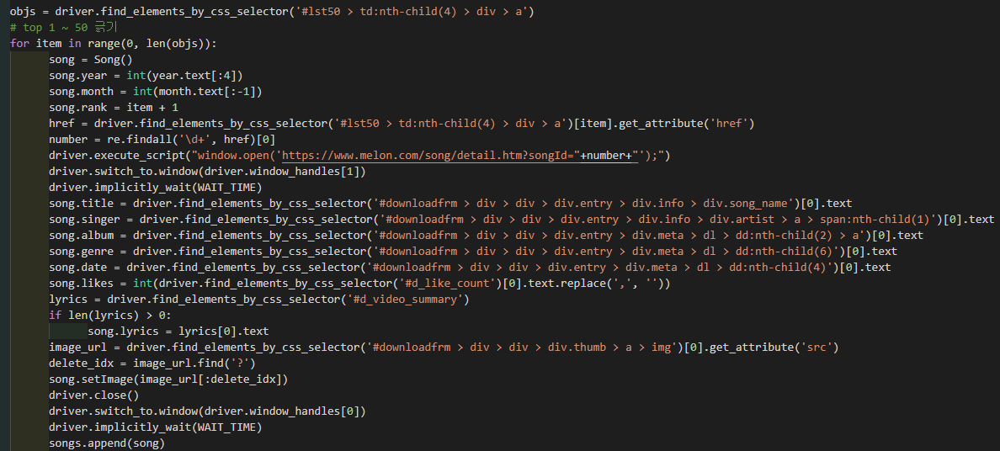 objs = driver.find_elements_by_css_selector('#lst50 > td:nth-child(4) > div > a')
# top 1 ~ 50 긁기
for item in range(0, len(objs)):
song = Song()
song.year = int(year.text[:4])
song.month = int(month.text[:-1])
song.rank = item + 1
href = driver.find_elements_by_css_selector('#lst50 > td:nth-child(4) > div > a')[item].get_attribute('href')
number = re.findall('\d+', href)[0]
driver.execute_script("window.open('https://www.melon.com/song/detail.htm?songId="+number+"');")
driver.switch_to.window(driver.window_handles[1])
driver.implicitly_wait(WAIT_TIME)
song.title = driver.find_elements_by_css_selector('#downloadfrm > div > div > div.entry > div.info > div.song_name')[0].text
song.singer = driver.find_elements_by_css_selector('#downloadfrm > div > div > div.entry > div.info > div.artist > a > span:nth-child(1)')[0].text
song.album = driver.find_elements_by_css_selector('#downloadfrm > div > div > div.entry > div.meta > dl > dd:nth-child(2) > a')[0].text
song.genre = driver.find_elements_by_css_selector('#downloadfrm > div > div > div.entry > div.meta > dl > dd:nth-child(6)')[0].text
song.date = driver.find_elements_by_css_selector('#downloadfrm > div > div > div.entry > div.meta > dl > dd:nth-child(4)')[0].text
song.likes = int(driver.find_elements_by_css_selector('#d_like_count')[0].text.replace(',', ''))
lyrics = driver.find_elements_by_css_selector('#d_video_summary')
if len(lyrics) > 0:
song.lyrics = lyrics[0].text
image_url = driver.find_elements_by_css_selector('#downloadfrm > div > div > div.thumb > a > img')[0].get_attribute('src')
delete_idx = image_url.find('?')
song.setImage(image_url[:delete_idx])
driver.close()
driver.switch_to.window(driver.window_handles[0])
driver.implicitly_wait(WAIT_TIME)
songs.append(song)